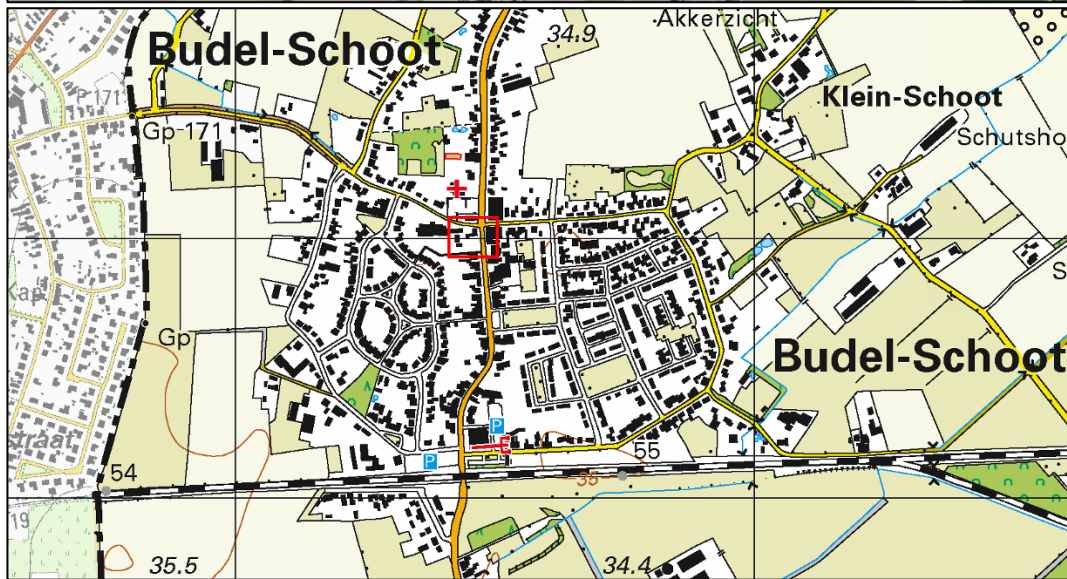 Akkerzicht
Budel-Schoot
34.9
P 171
Klein-Schoot
Gp 171
Schutsho
Kap
S
Gp
Budel-Schoot
straat
P
E
54
P
55
35
19
35.5
34.4